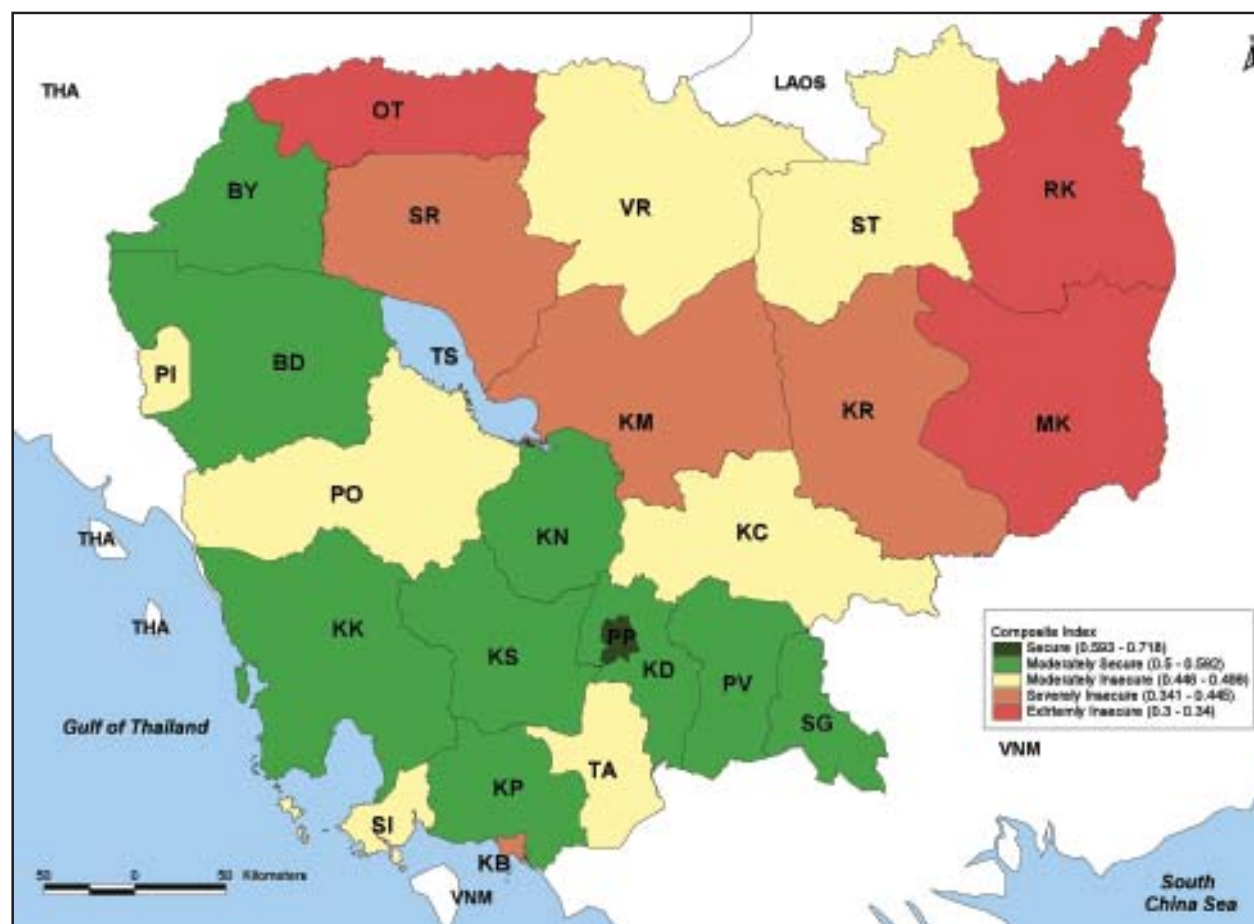 THA
LAOS
OT
RK
BY
VR
SR
ST
TS
BD
PI
KM
KR
MK
PO
KC
KN
THA
THA
KK
PP
KS
KD
PV
SG
Gulf of Thailand
TA
KP
SI
KB
VNM
VNM
South
China Sea
Composite Index
Secure (0.593 - 0.718)
Moderately Secure (0.5 - 0.592)
Moderately Insecure (0.446 - 0.499)
Severely Insecure (0.341 - 0.445)
Extremly Insecure (0.3 - 0.34)
50 0 50 Kilometers